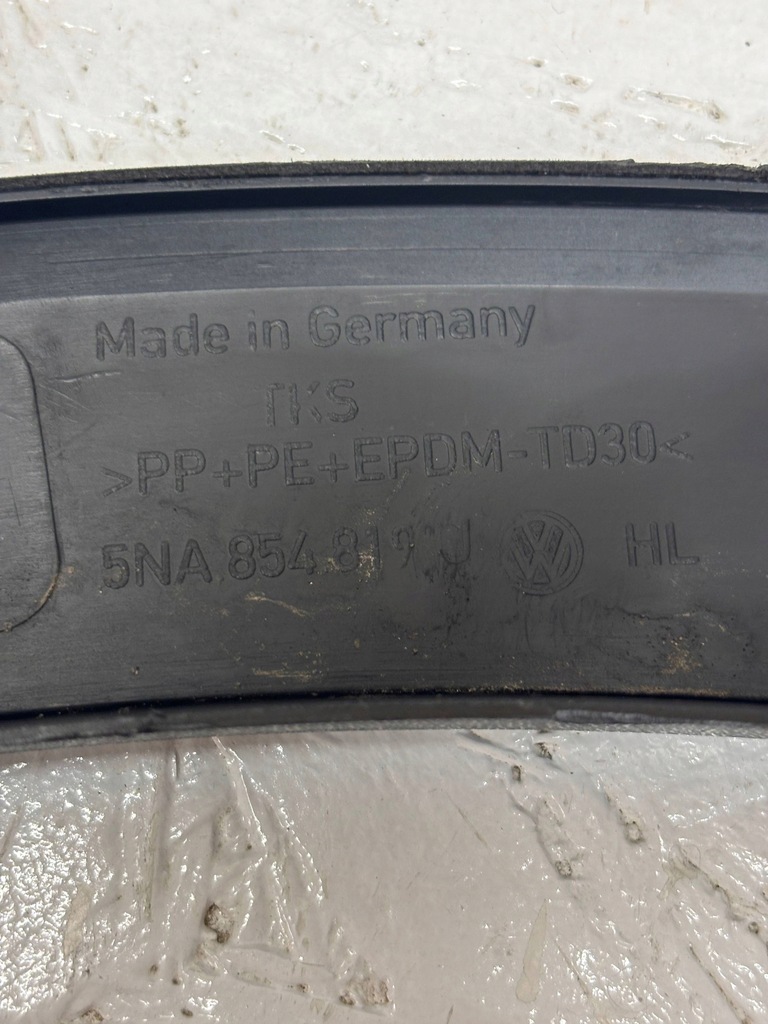 Made in Germany
TKS
>PP+PE+EPDM-TD30<
5NA 854 819 HL